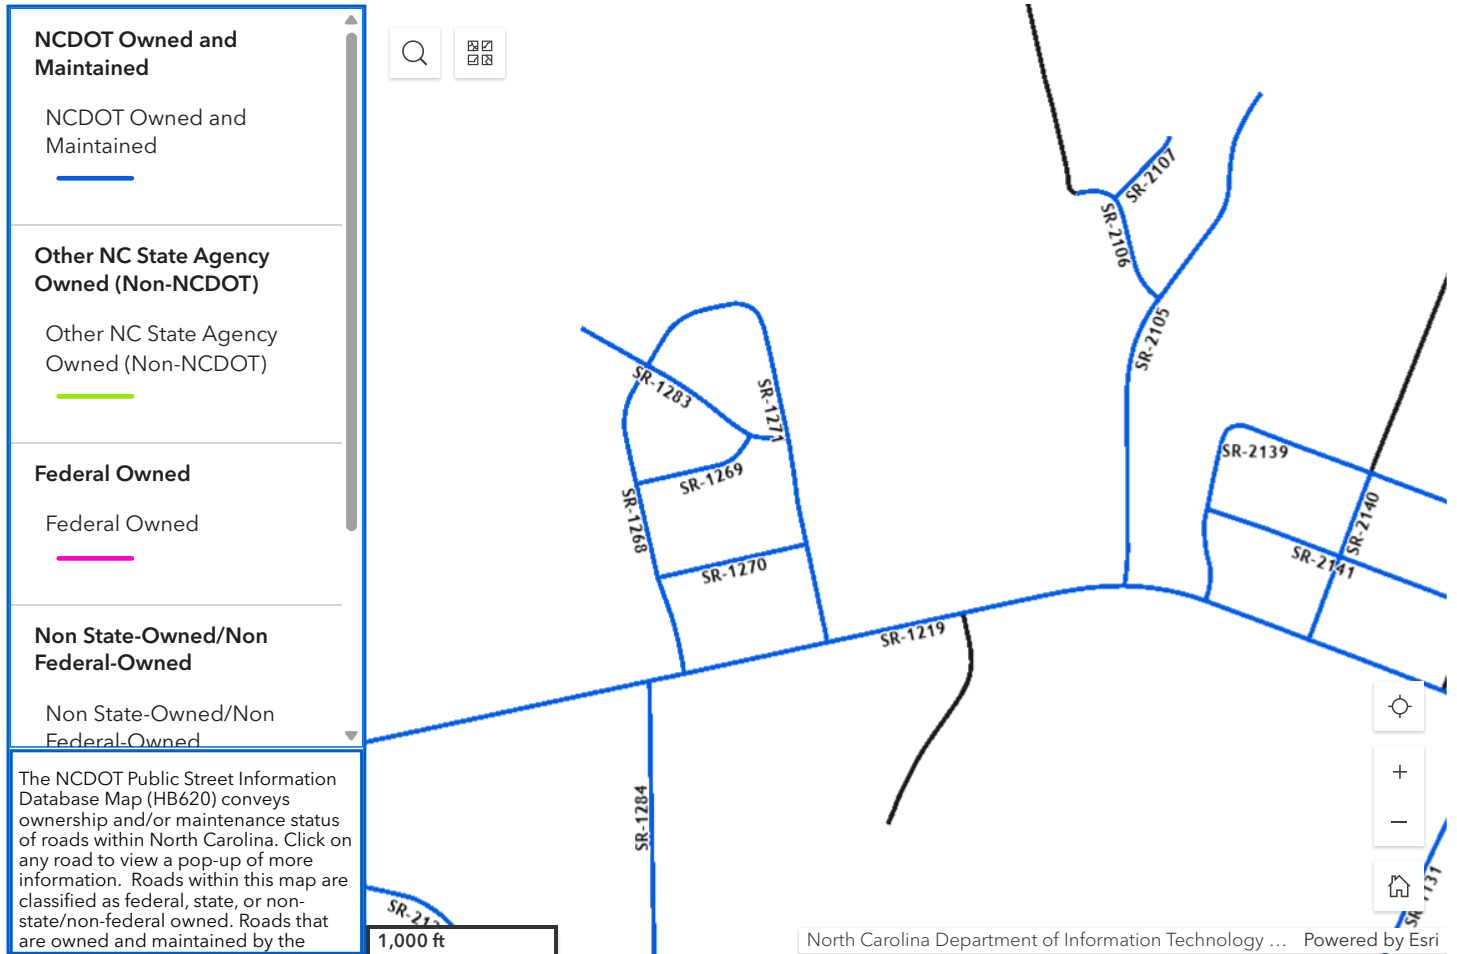 NCDOT Owned and
Maintained
NCDOT Owned and
Maintained
Other NC State Agency
Owned (Non-NCDOT)
Other NC State Agency
Owned (Non-NCDOT)
Federal Owned
Federal Owned
Non State-Owned/Non
Federal-Owned
Non State-Owned/Non
Federal-Owned
The NCDOT Public Street Information
Database Map (HB620) conveys
ownership and/or maintenance status
of roads within North Carolina. Click on
any road to view a pop-up of more
information. Roads within this map are
classified as federal, state, or non-
state/non-federal owned. Roads that
are owned and maintained by the
SR-2107
SR-2106
SR-2105
SR-1283
SR-1271
SR-1269
SR-1268
SR-1270
SR-2139
SR-2140
SR-2141
SR-1219
SR-1284
1,000 ft
North Carolina Department of Information Technology ...
Powered by Esri